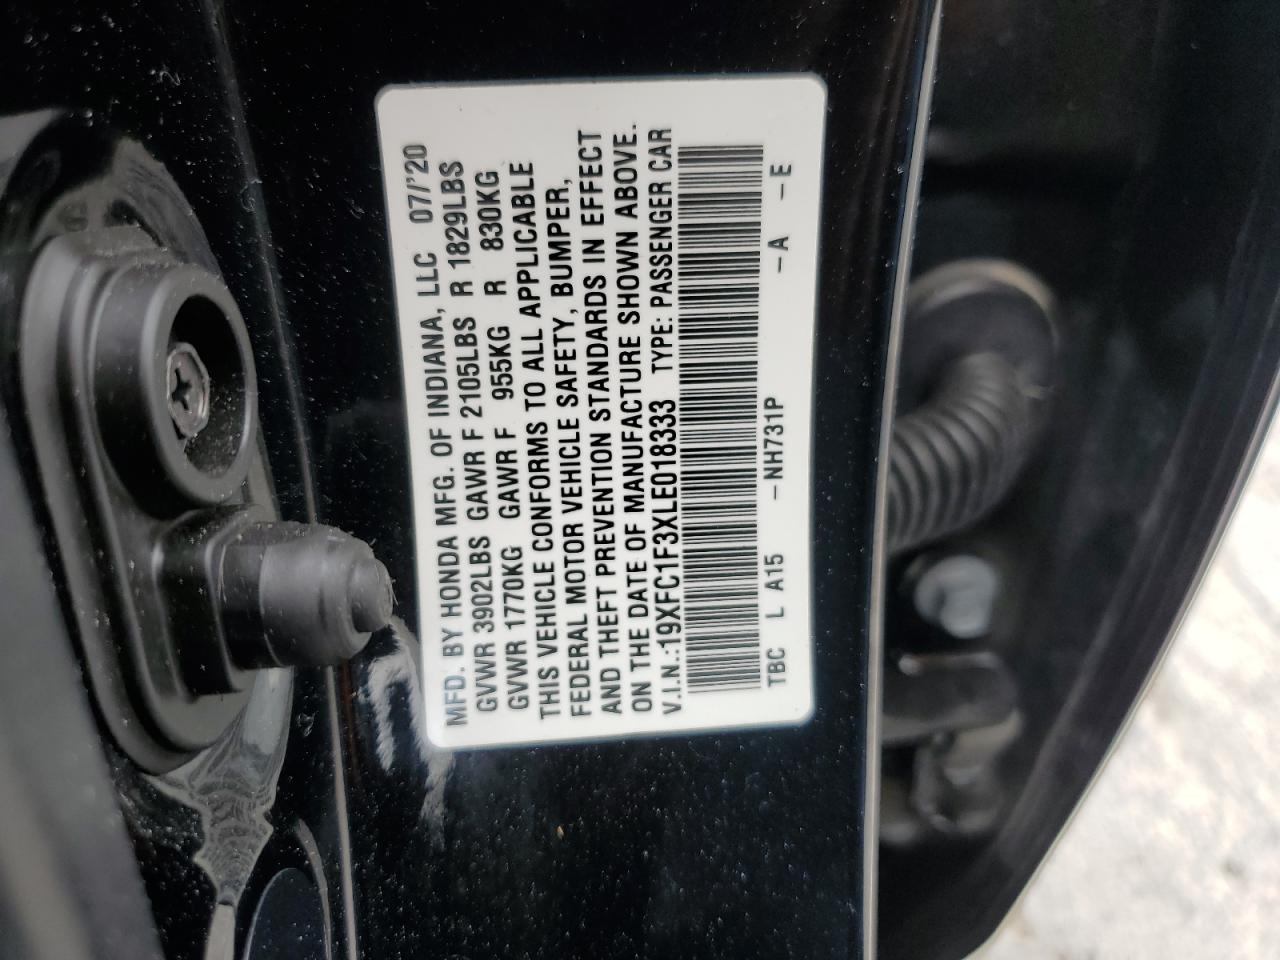 MFD. BY HONDA MFG. OF INDIANA, LLC 07/'20
GVWR 3902LBS GAWR F 2105LBS R 1829LBS
GVWR 1770KG GAWR F 955KG R 830KG
THIS VEHICLE CONFORMS TO ALL APPLICABLE
FEDERAL MOTOR VEHICLE SAFETY, BUMPER,
AND THEFT PREVENTION STANDARDS IN EFFECT
ON THE DATE OF MANUFACTURE SHOWN ABOVE.
V.I.N.:19XFC1F3XLE018333 TYPE: PASSENGER CAR
TBC L A15 -NH731P -A -E